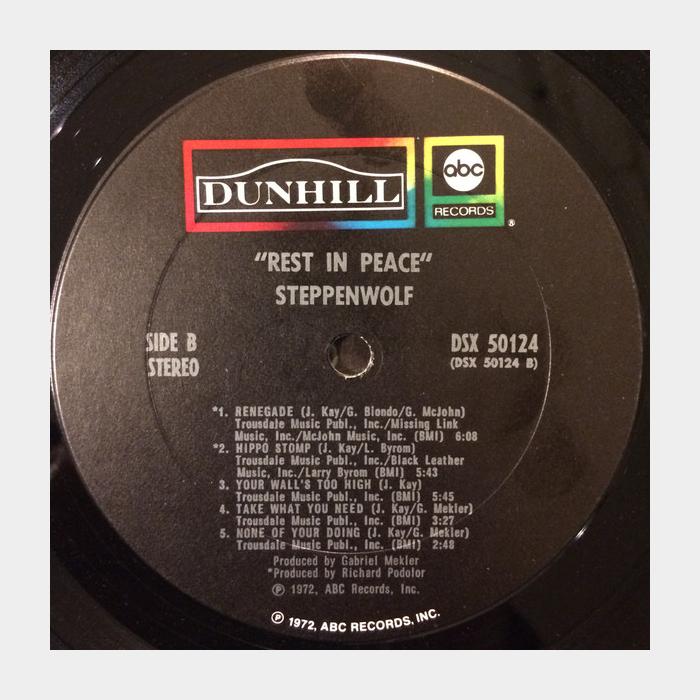 DUNHILL
abc
RECORDS
®
"REST IN PEACE"
STEPPENWOLF
SIDE B
STEREO
DSX 50124
(DSX 50124 B)
*1. RENEGADE (J. Kay/G. Biondo/G. McJohn)
Trousdale Music Publ., Inc./Missing Link
Music, Inc./McJohn Music, Inc. (BMI) 6:08
*2. HIPPO STOMP (J. Kay/L. Byrom)
Trousdale Music Publ., Inc./Black Leather
Music, Inc./Larry Byrom (BMI) 5:43
3. YOUR WALL'S TOO HIGH (J. Kay)
Trousdale Music Publ., Inc. (BMI) 5:45
4. TAKE WHAT YOU NEED (J. Kay/G. Mekler)
Trousdale Music Publ., Inc. (BMI) 3:27
5. NONE OF YOUR DOING (J. Kay/G. Mekler)
Trousdale Music Publ., Inc. (BMI) 2:48
Produced by Gabriel Mekler
*Produced by Richard Podolor
℗ 1972, ABC Records, Inc.
℗ 1972, ABC RECORDS, INC.